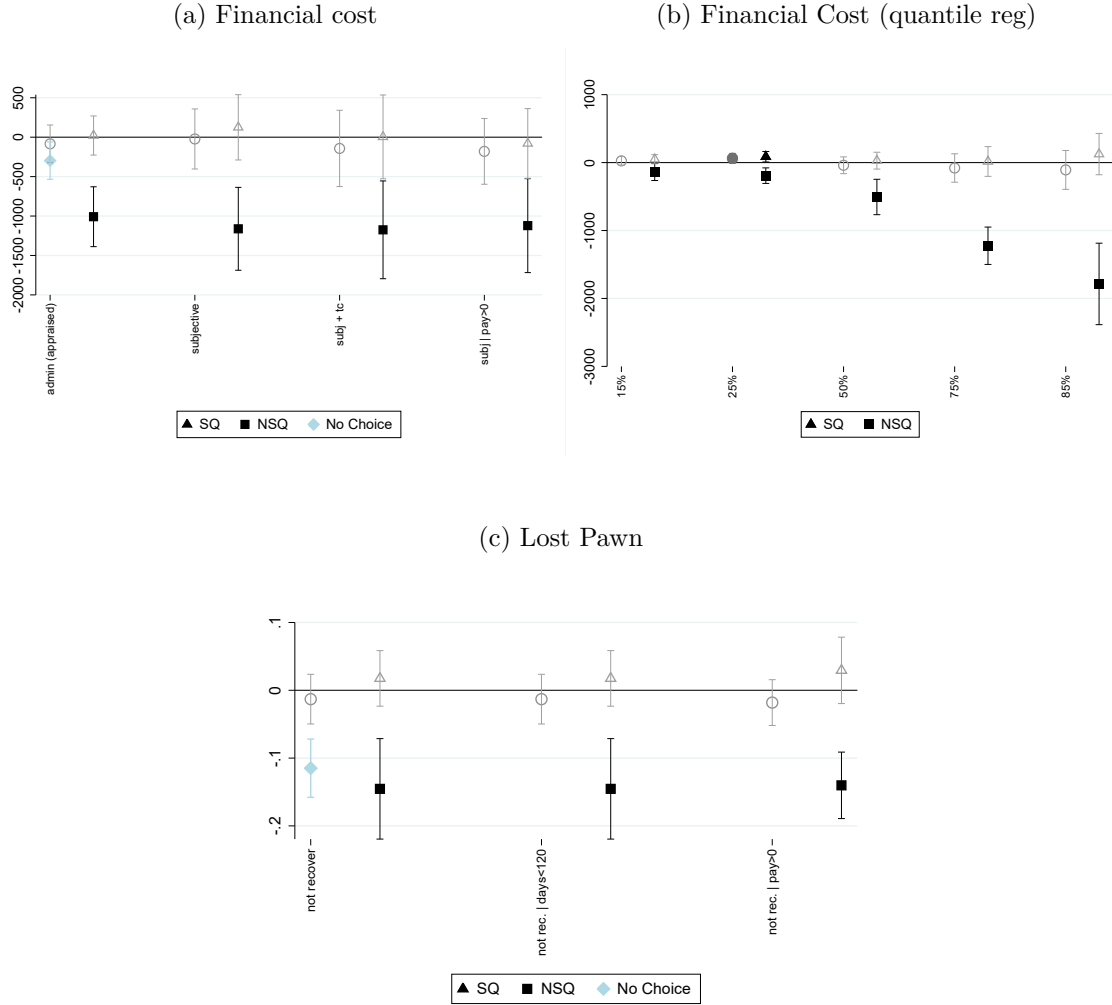 (a) Financial cost
500
0
-500
-1000
-1500
-2000
admin (appraised)
subjective
subj + tc
subj | pay>0
SQ NSQ No Choice
(b) Financial Cost (quantile reg)
1000
0
-1000
-2000
-3000
15%
25%
50%
75%
85%
SQ NSQ
(c) Lost Pawn
.1
0
-.1
-.2
not recover
not rec. | days<120
not rec. | pay>0
SQ NSQ No Choice